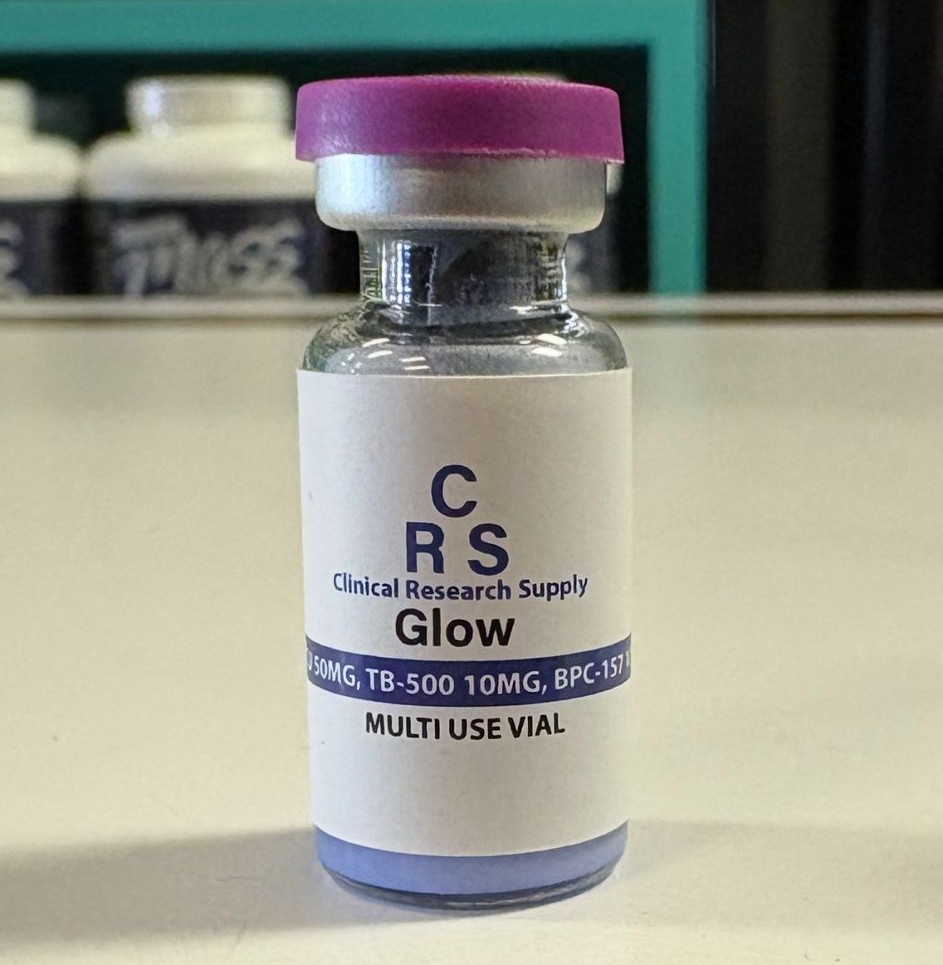 C
R S
Clinical Research Supply
Glow
50MG, TB-500 10MG, BPC-157
MULTI USE VIAL